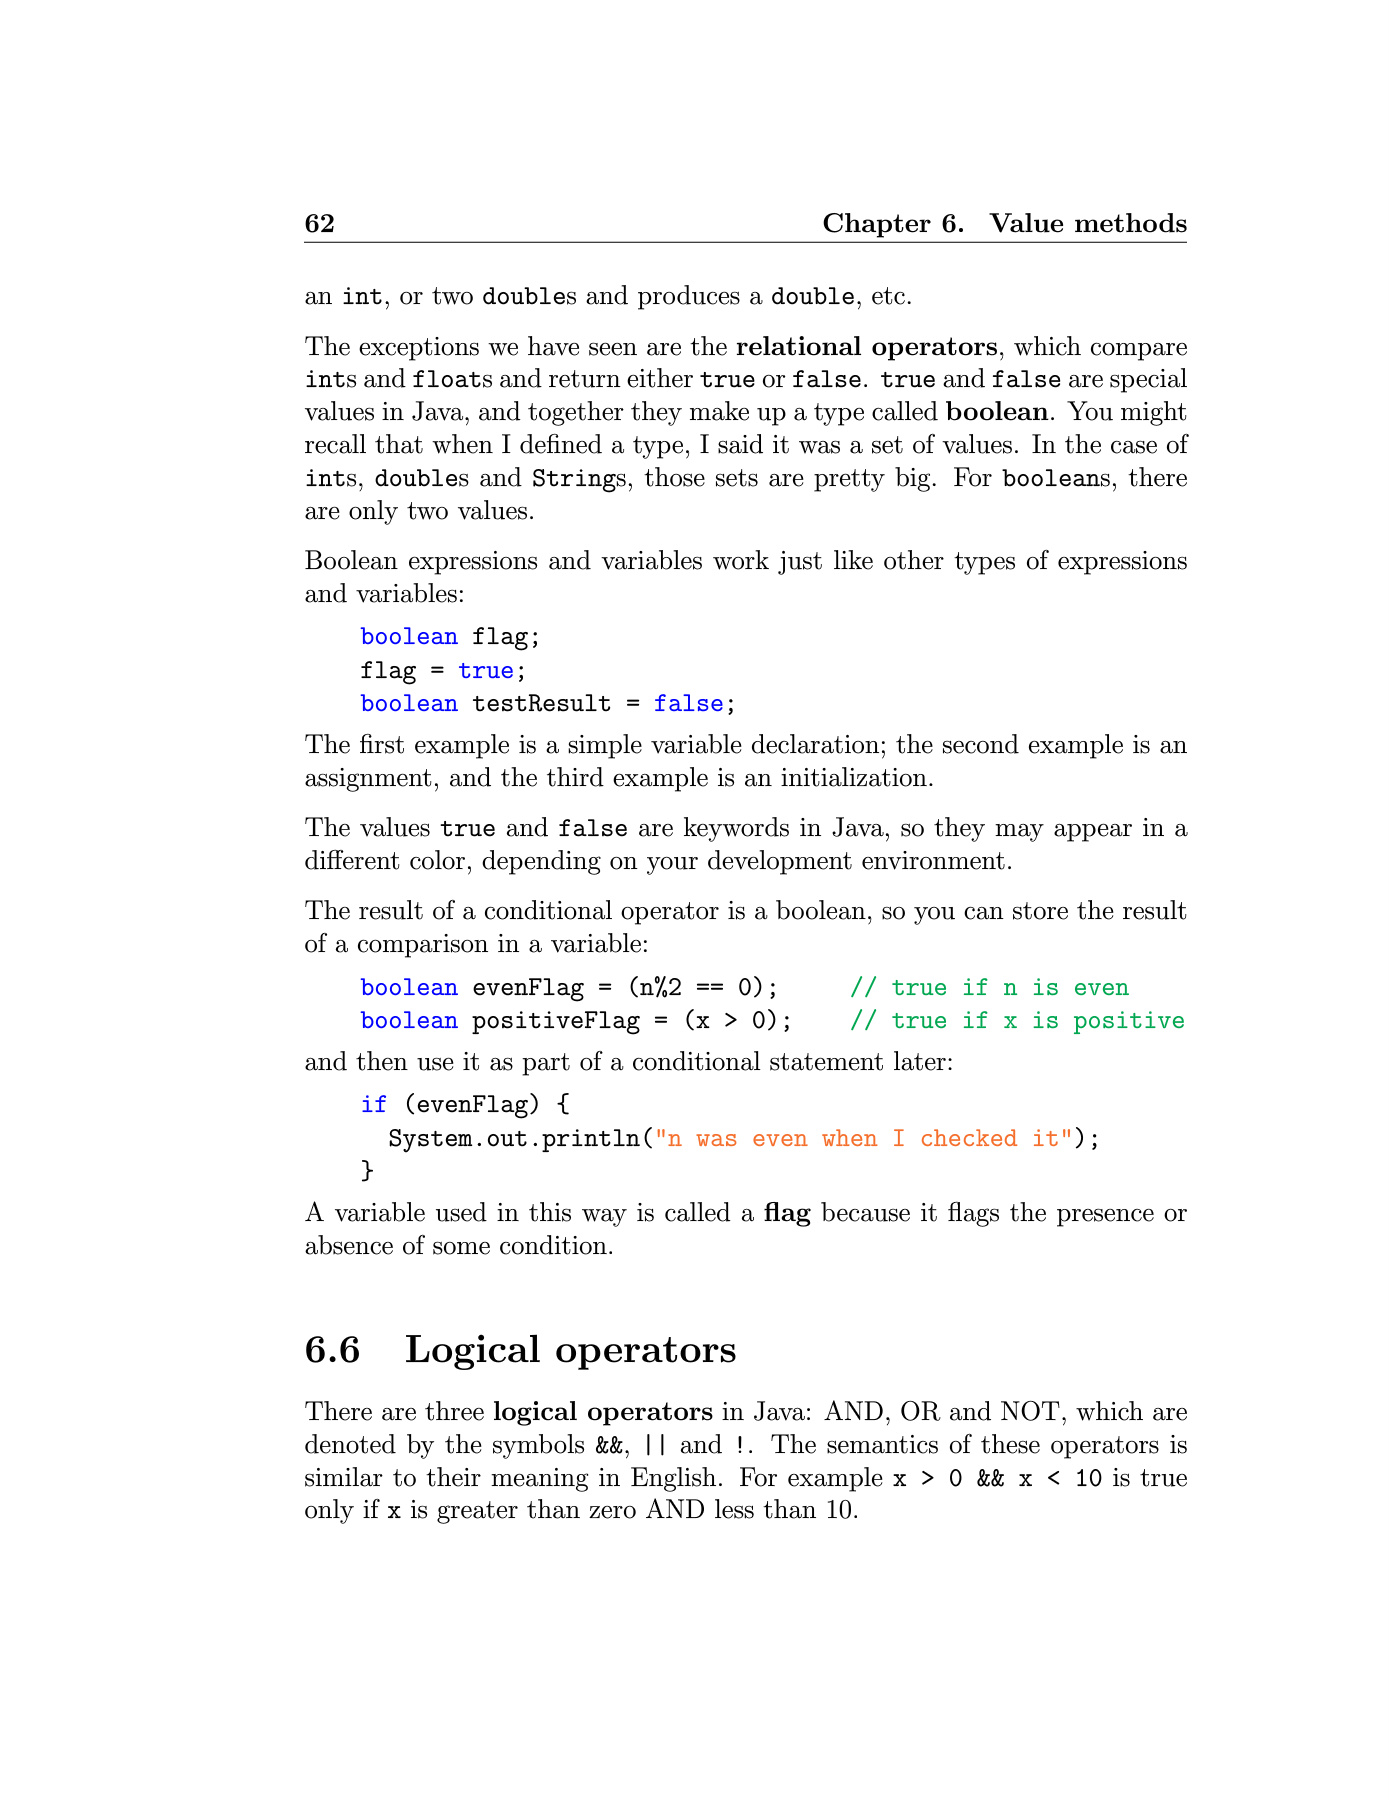 62 Chapter 6. Value methods
an int, or two doubles and produces a double, etc.
The exceptions we have seen are the relational operators, which compare
ints and floats and return either true or false. true and false are special
values in Java, and together they make up a type called boolean. You might
recall that when I defined a type, I said it was a set of values. In the case of
ints, doubles and Strings, those sets are pretty big. For booleans, there
are only two values.
Boolean expressions and variables work just like other types of expressions
and variables:
boolean flag;
flag = true;
boolean testResult = false;
The first example is a simple variable declaration; the second example is an
assignment, and the third example is an initialization.
The values true and false are keywords in Java, so they may appear in a
different color, depending on your development environment.
The result of a conditional operator is a boolean, so you can store the result
of a comparison in a variable:
boolean evenFlag = (n%2 == 0);     // true if n is even
boolean positiveFlag = (x > 0);    // true if x is positive
and then use it as part of a conditional statement later:
if (evenFlag) {
  System.out.println("n was even when I checked it");
}
A variable used in this way is called a flag because it flags the presence or
absence of some condition.
6.6 Logical operators
There are three logical operators in Java: AND, OR and NOT, which are
denoted by the symbols &&, || and !. The semantics of these operators is
similar to their meaning in English. For example x > 0 && x < 10 is true
only if x is greater than zero AND less than 10.